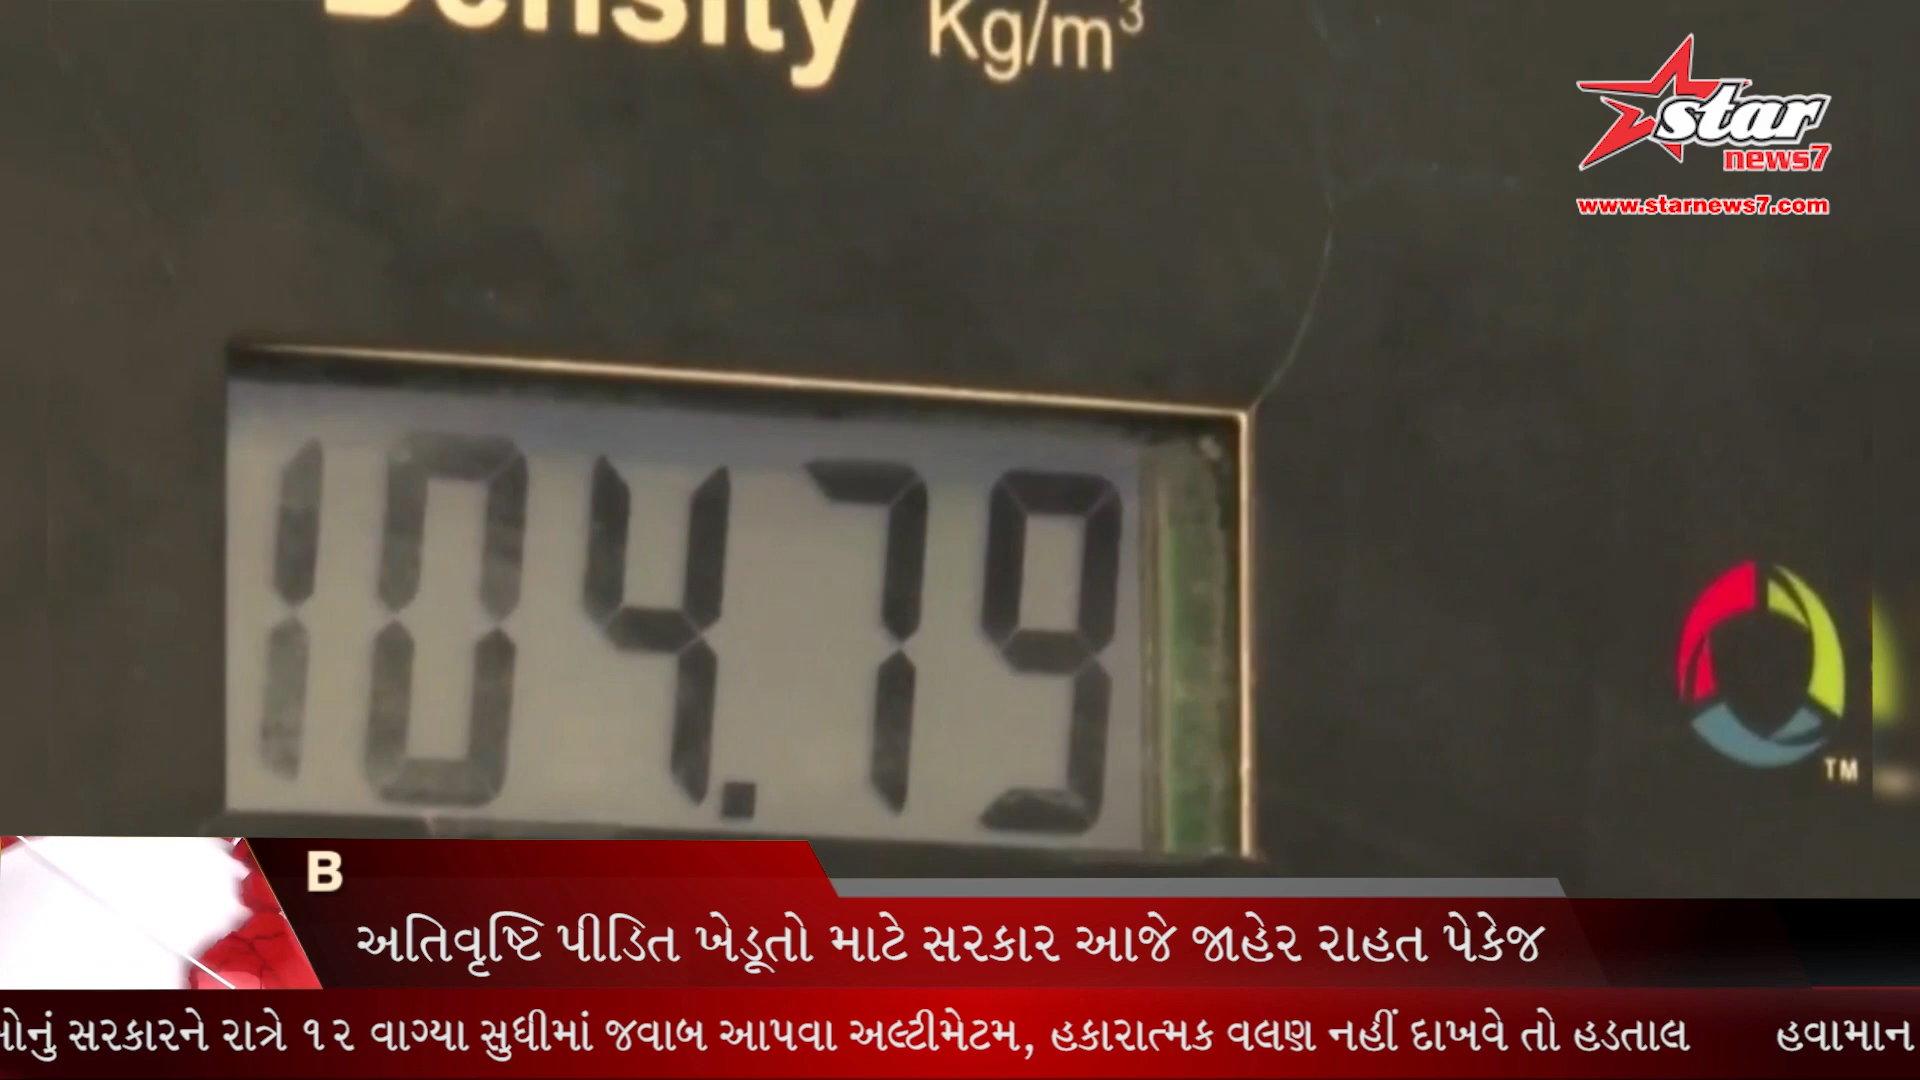 Density Kg/m³
star
news7
www.starnews7.com
104.79
TM
B
અતિવૃષ્ટિ પીડિત ખેડૂતો માટે સરકાર આજે જાહેર રાહત પેકેજ
સરકારને રાત્રે ૧૨ વાગ્યા સુધીમાં જવાબ આપવા અલ્ટીમેટમ, હકારાત્મક વલણ નહીં દાખવે તો હડતાલ હવામાન